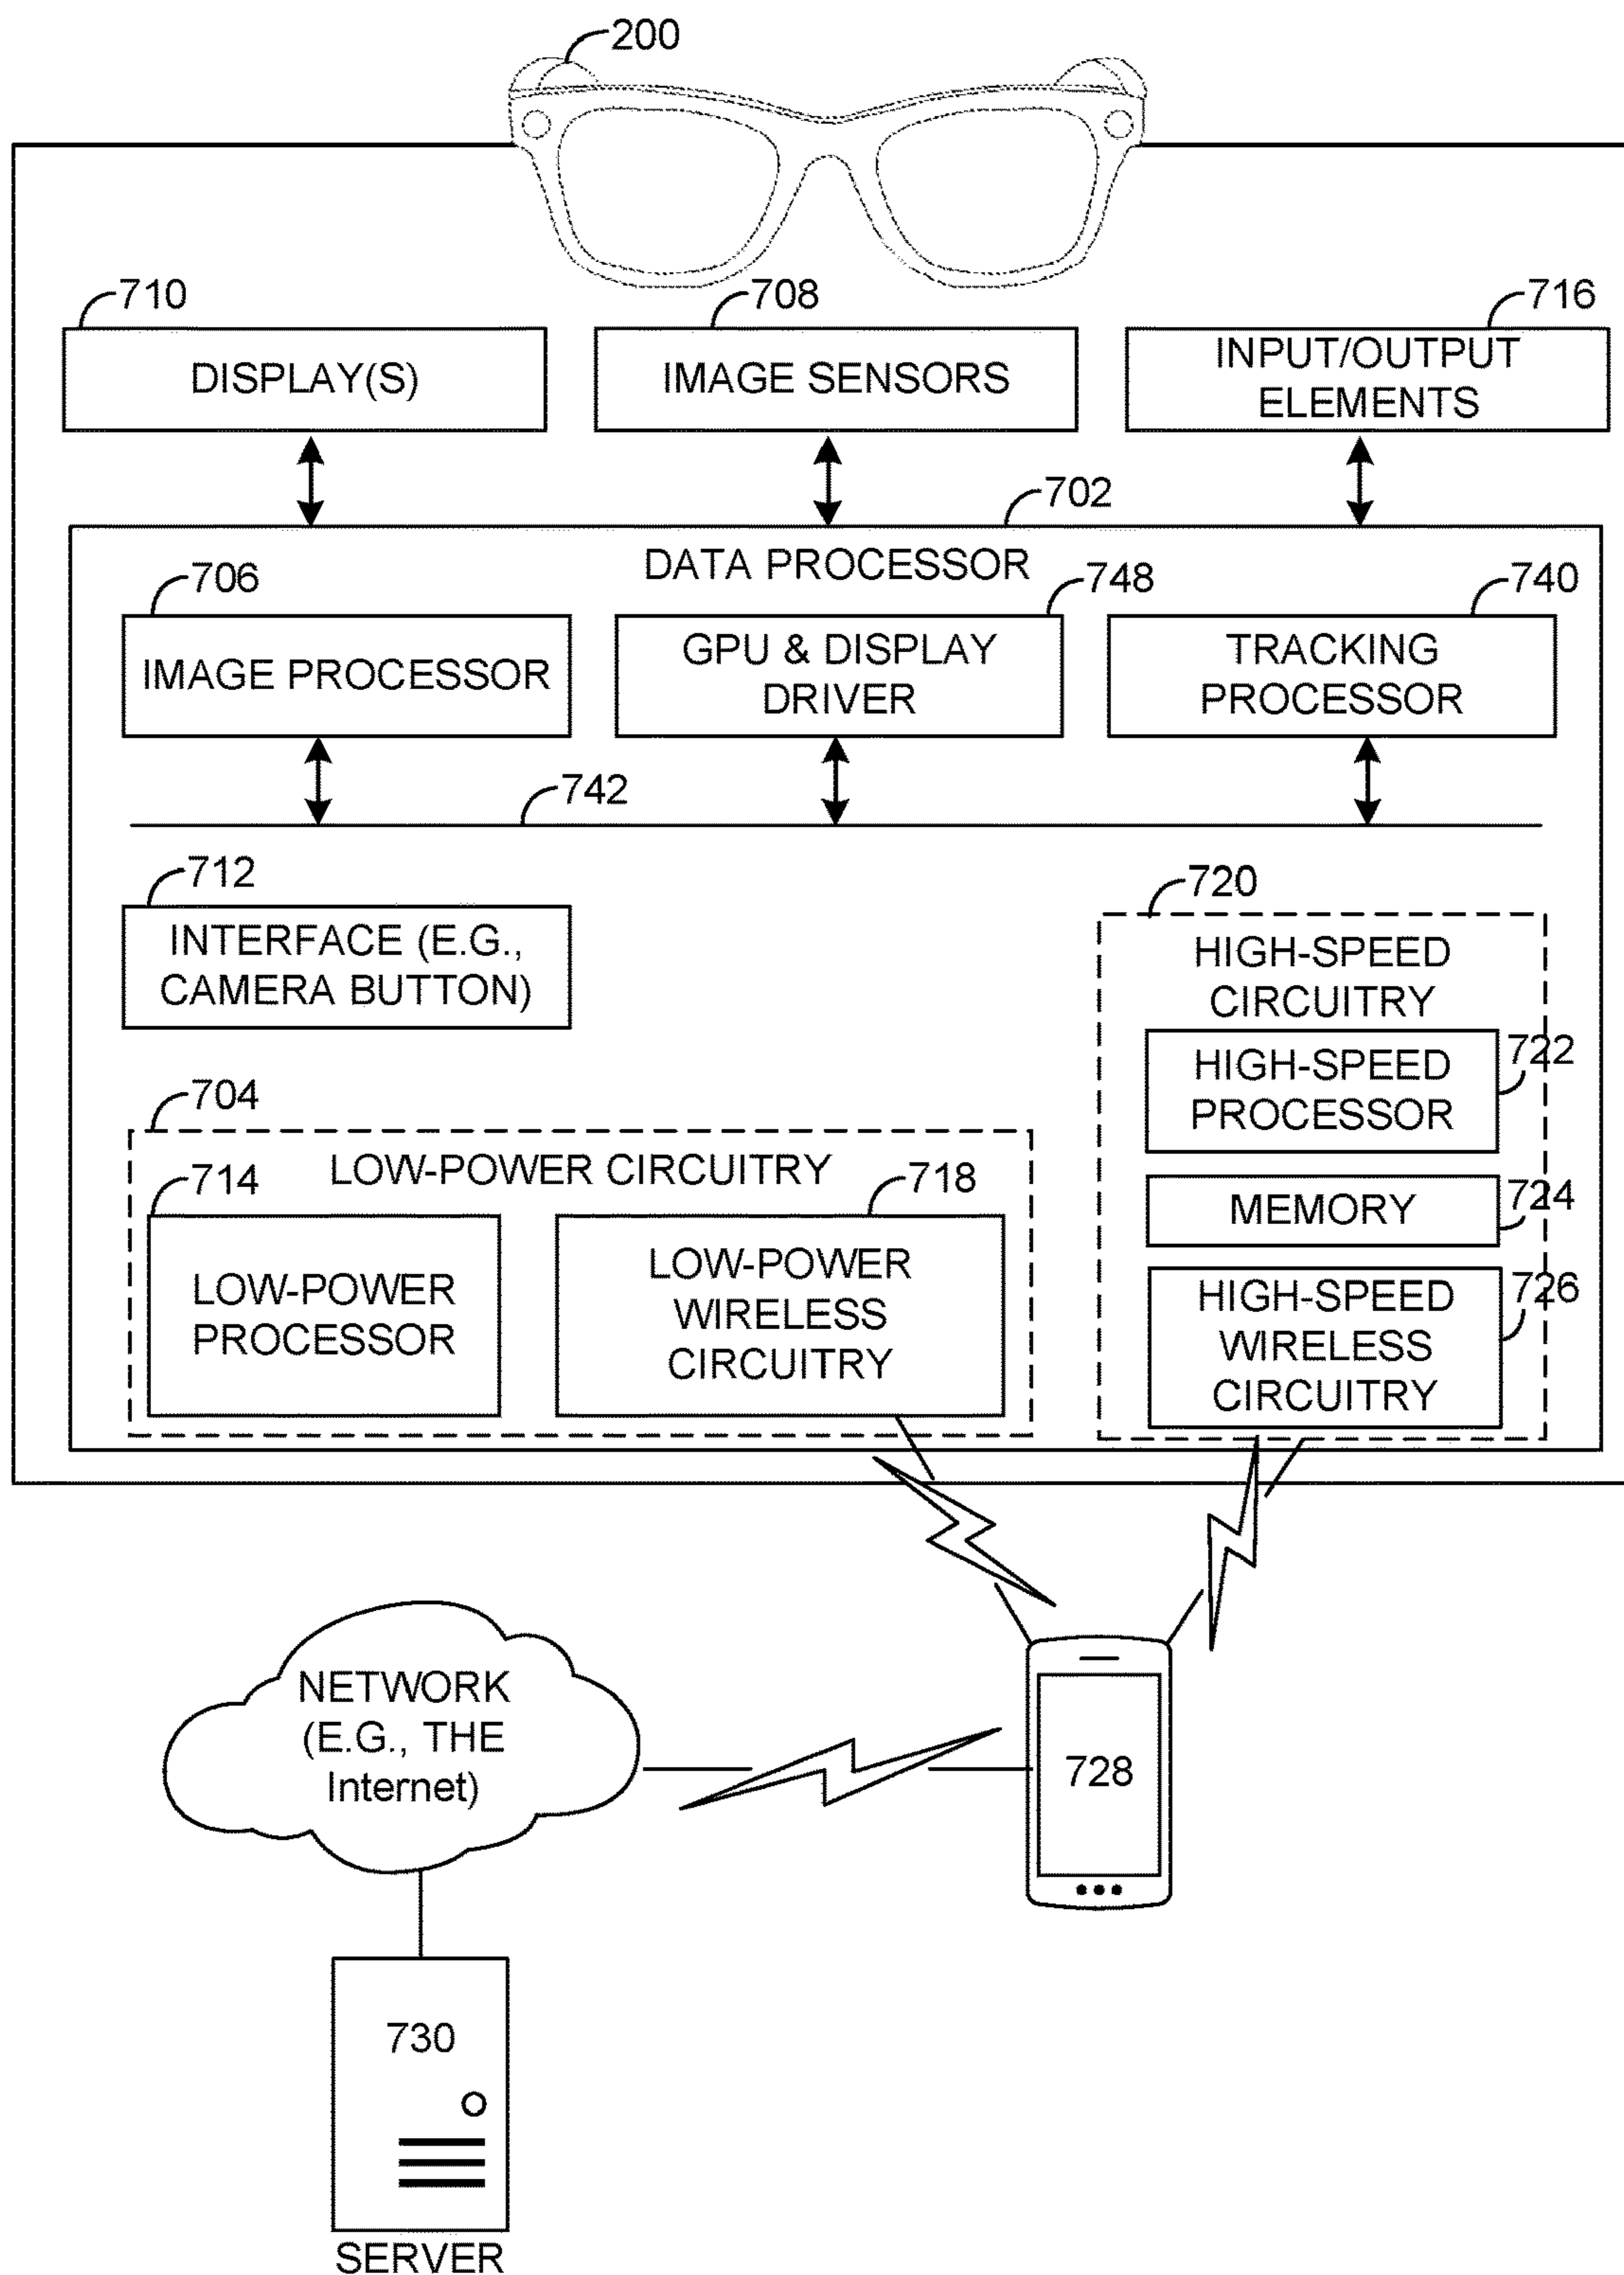 200
710
708
716
DISPLAY(S)
IMAGE SENSORS
INPUT/OUTPUT
ELEMENTS
702
DATA PROCESSOR
706
748
740
IMAGE PROCESSOR
GPU & DISPLAY
DRIVER
TRACKING
PROCESSOR
742
712
INTERFACE (E.G.,
CAMERA BUTTON)
720
HIGH-SPEED
CIRCUITRY
722
HIGH-SPEED
PROCESSOR
704
LOW-POWER CIRCUITRY
714
718
LOW-POWER
PROCESSOR
LOW-POWER
WIRELESS
CIRCUITRY
724
MEMORY
726
HIGH-SPEED
WIRELESS
CIRCUITRY
NETWORK
(E.G., THE
Internet)
728
730
SERVER